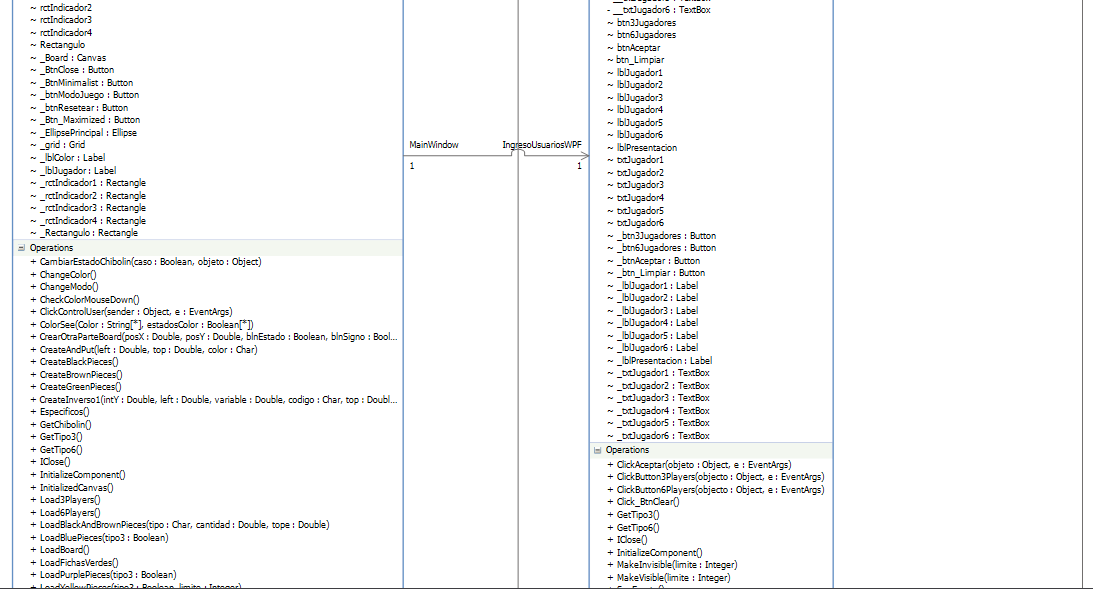 ~ rctIndicador2
~ rctIndicador3
~ rctIndicador4
~ Rectangulo
~ _Board : Canvas
~ _BtnClose : Button
~ _BtnMinimalist : Button
~ _btnModoJuego : Button
~ _btnResetear : Button
~ _Btn_Maximized : Button
~ _EllipsePrincipal : Ellipse
~ _grid : Grid
~ _lblColor : Label
~ _lblJugador : Label
~ _rctIndicador1 : Rectangle
~ _rctIndicador2 : Rectangle
~ _rctIndicador3 : Rectangle
~ _rctIndicador4 : Rectangle
~ _Rectangulo : Rectangle
Operations
+ CambiarEstadoChibolin(caso : Boolean, objeto : Object)
+ ChangeColor()
+ ChangeModo()
+ CheckColorMouseDown()
+ ClickControlUser(sender : Object, e : EventArgs)
+ ColorSee(Color : String[*], estadosColor : Boolean[*])
+ CrearOtraParteBoard(posX : Double, posY : Double, blnEstado : Boolean, blnSigno : Bool...
+ CreateAndPut(left : Double, top : Double, color : Char)
+ CreateBlackPieces()
+ CreateBrownPieces()
+ CreateGreenPieces()
+ CreateInverso1(intY : Double, left : Double, variable : Double, codigo : Char, top : Doubl...
+ Especificos()
+ GetChibolin()
+ GetTipo3()
+ GetTipo6()
+ IClose()
+ InitializeComponent()
+ InitializedCanvas()
+ Load3Players()
+ Load6Players()
+ LoadBlackAndBrownPieces(tipo : Char, cantidad : Double, tope : Double)
+ LoadBluePieces(tipo3 : Boolean)
+ LoadBoard()
+ LoadFichasVerdes()
+ LoadPurplePieces(tipo3 : Boolean)
+ LoadYellowPieces(tipo3 : Boolean, limite : Integer)
MainWindow
1
IngresoUsuariosWPF
1
- __txtJugador6 : TextBox
~ btn3Jugadores
~ btn6Jugadores
~ btnAceptar
~ btn_Limpiar
~ lblJugador1
~ lblJugador2
~ lblJugador3
~ lblJugador4
~ lblJugador5
~ lblJugador6
~ lblPresentacion
~ txtJugador1
~ txtJugador2
~ txtJugador3
~ txtJugador4
~ txtJugador5
~ txtJugador6
~ _btn3Jugadores : Button
~ _btn6Jugadores : Button
~ _btnAceptar : Button
~ _btn_Limpiar : Button
~ _lblJugador1 : Label
~ _lblJugador2 : Label
~ _lblJugador3 : Label
~ _lblJugador4 : Label
~ _lblJugador5 : Label
~ _lblJugador6 : Label
~ _lblPresentacion : Label
~ _txtJugador1 : TextBox
~ _txtJugador2 : TextBox
~ _txtJugador3 : TextBox
~ _txtJugador4 : TextBox
~ _txtJugador5 : TextBox
~ _txtJugador6 : TextBox
Operations
+ ClickAceptar(objeto : Object, e : EventArgs)
+ ClickButton3Players(objecto : Object, e : EventArgs)
+ ClickButton6Players(objecto : Object, e : EventArgs)
+ Click_BtnClear()
+ GetTipo3()
+ GetTipo6()
+ IClose()
+ InitializeComponent()
+ MakeInvisible(limite : Integer)
+ MakeVisible(limite : Integer)